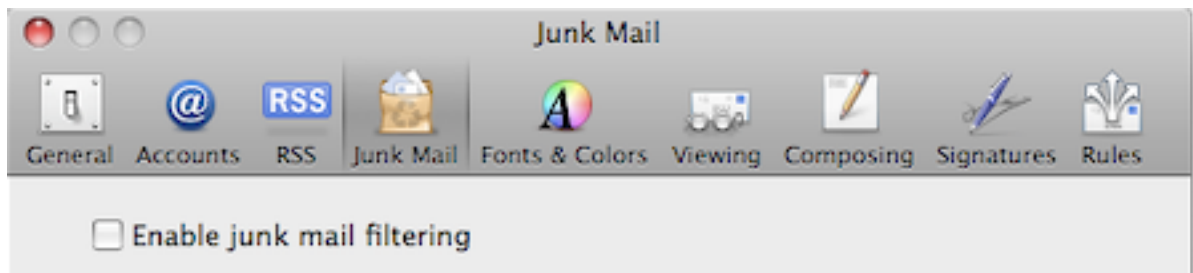 Junk Mail
@ RSS A
General Accounts RSS Junk Mail Fonts & Colors Viewing Composing Signatures Rules
Enable junk mail filtering